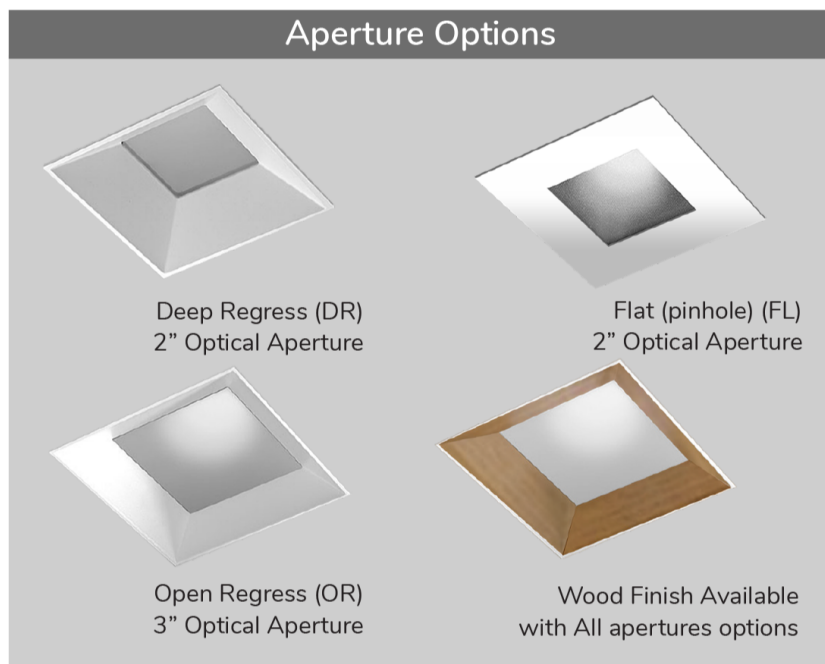 Aperture Options
Deep Regress (DR)
2” Optical Aperture
Flat (pinhole) (FL)
2” Optical Aperture
Open Regress (OR)
3” Optical Aperture
Wood Finish Available
with All apertures options